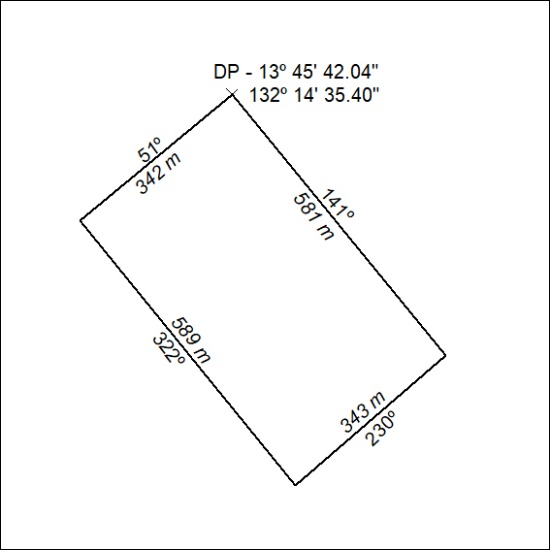 DP - 13º 45' 42.04"
132º 14' 35.40"
51º
342 m
141º
581 m
589 m
322º
343 m
230º